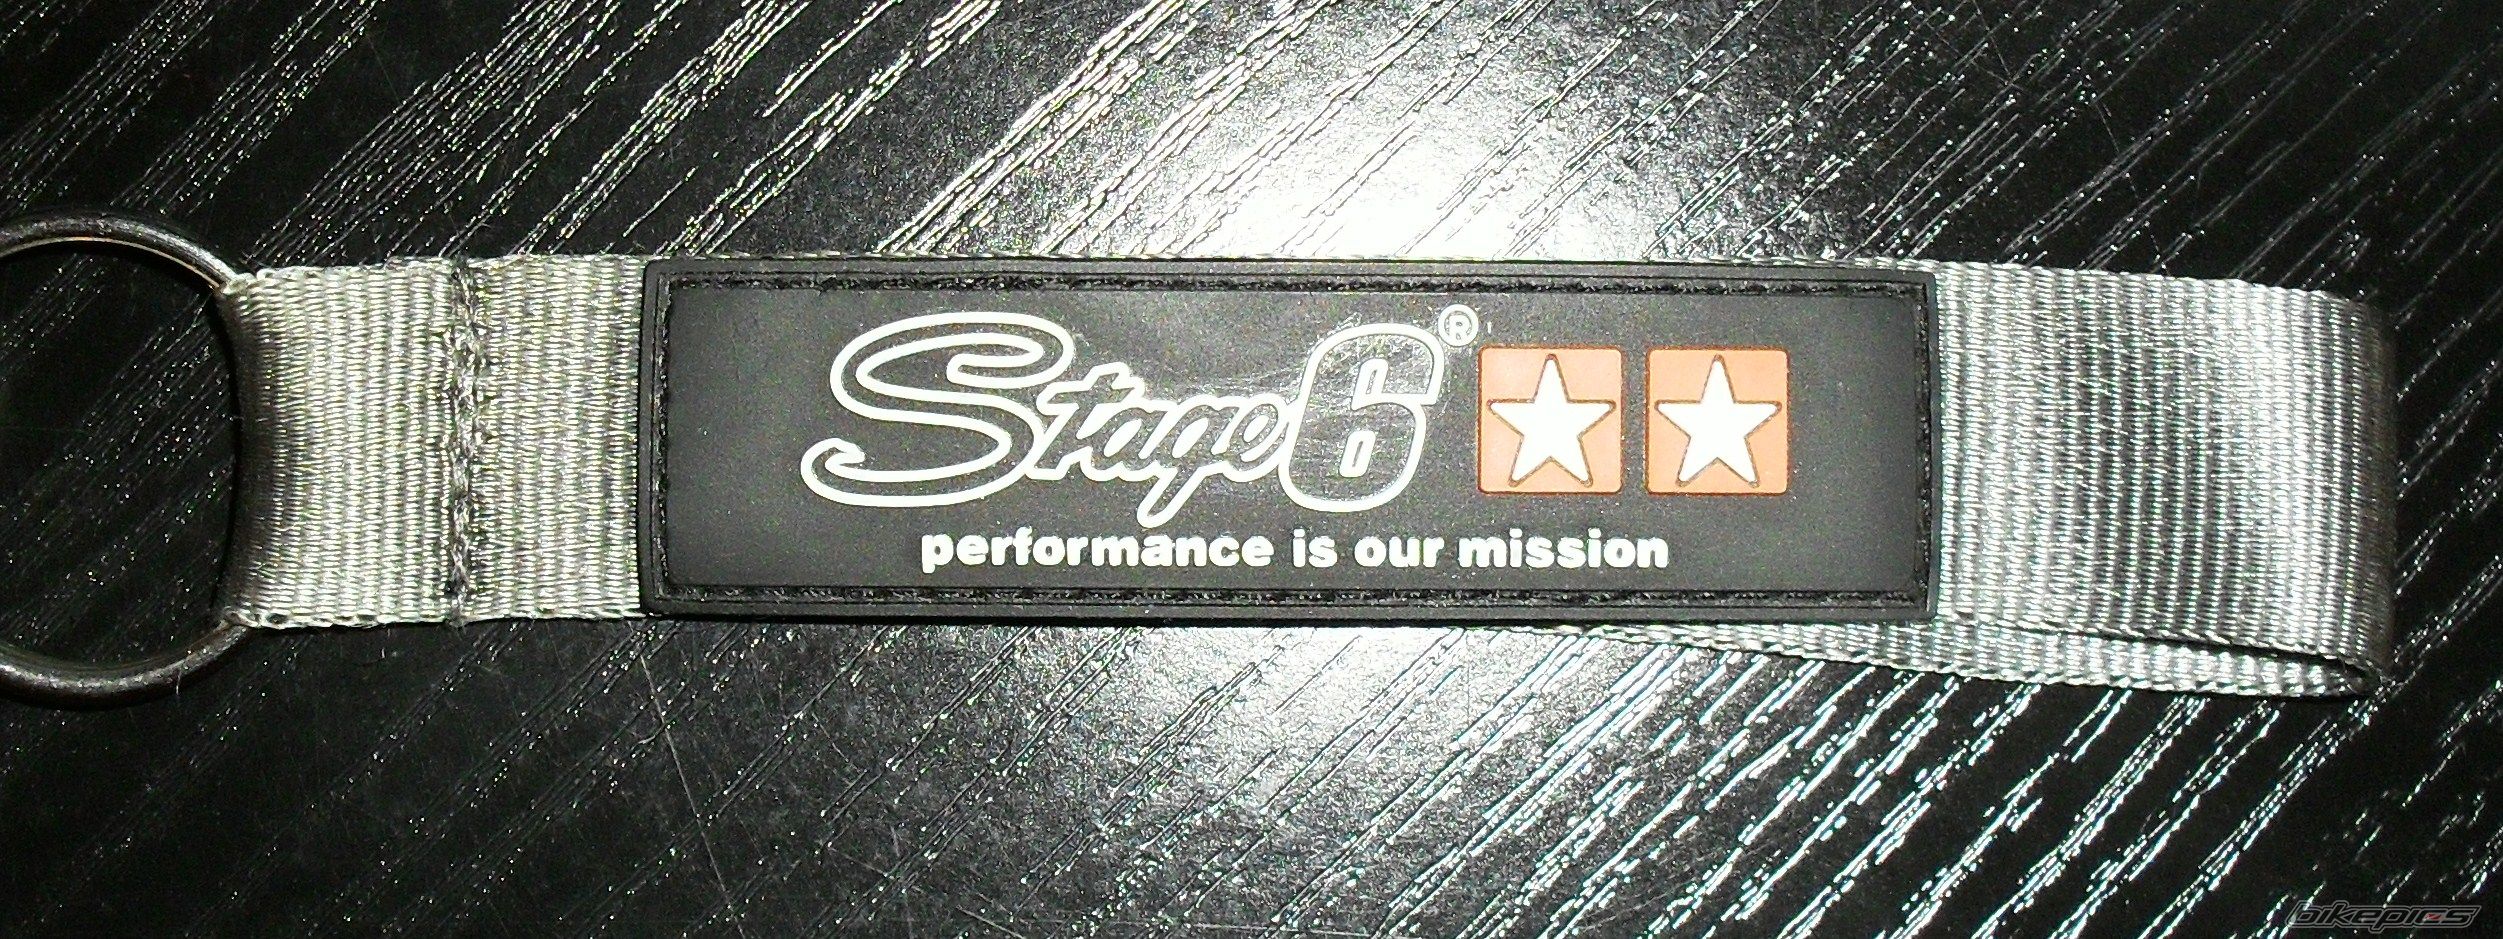 Stage6®
performance is our mission
bikepics